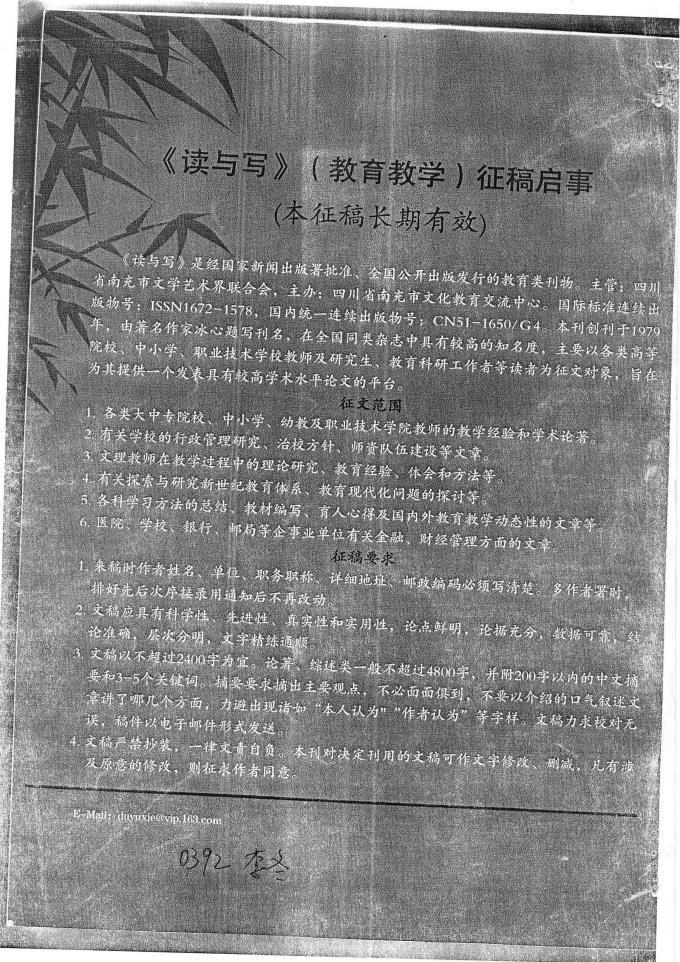 《读与写》(教育教学)征稿启事
(本征稿长期有效)
《读与写》是经国家新闻出版署批准、全国公开出版发行的教育类刊物。主管：四川
省南充市文学艺术界联合会，主办：四川省南充市文化教育交流中心。国际标准连续出
版物号：ISSN1672-1578，国内统一连续出版物号：CN51-1650/G4。本刊创刊于1979
年，由著名作家冰心题写刊名，在全国同类杂志中具有较高的知名度，主要以各类高等
院校、中小学、职业技术学校教师及研究生、教育科研工作者等读者为征文对象，旨在
为其提供一个发表具有较高学术水平论文的平台。
征文范围
1. 各类大中专院校、中小学、幼教及职业技术学院教师的教学经验和学术论著。
2. 有关学校的行政管理研究、治校方针、师资队伍建设等文章。
3. 文理教师在教学过程中的理论研究、教育经验、体会和方法等。
4. 有关探索与研究新世纪教育体系、教育现代化问题的探讨等。
5. 各科学习方法的总结、教材编写、育人心得及国内外教育教学动态性的文章等。
6. 医院、学校、银行、邮局等企事业单位有关金融、财经管理方面的文章。
征稿要求
1. 来稿时作者姓名、单位、职务职称、详细地址、邮政编码必须写清楚。多作者署时，
排好先后次序接录用通知后不再改动。
2. 文稿应具有科学性、先进性、真实性和实用性，论点鲜明，论据充分，数据可靠，结
论准确，层次分明，文字精练通顺。
3. 文稿以不超过2400字为宜。论著、综述类一般不超过4800字，并附200字以内的中文摘
要和3-5个关键词。摘要要求摘出主要观点，不必面面俱到，不要以介绍的口气叙述文
章讲了哪几个方面，力避出现诸如“本人认为”“作者认为”等字样。文稿力求校对无
误，稿件以电子邮件形式发送。
4. 文稿严禁抄袭，一律文责自负。本刊对决定刊用的文稿可作文字修改、删减，凡有涉
及原意的修改，则征求作者同意。
E-Mail: duyuxie@vip.163.com
0392 李冬